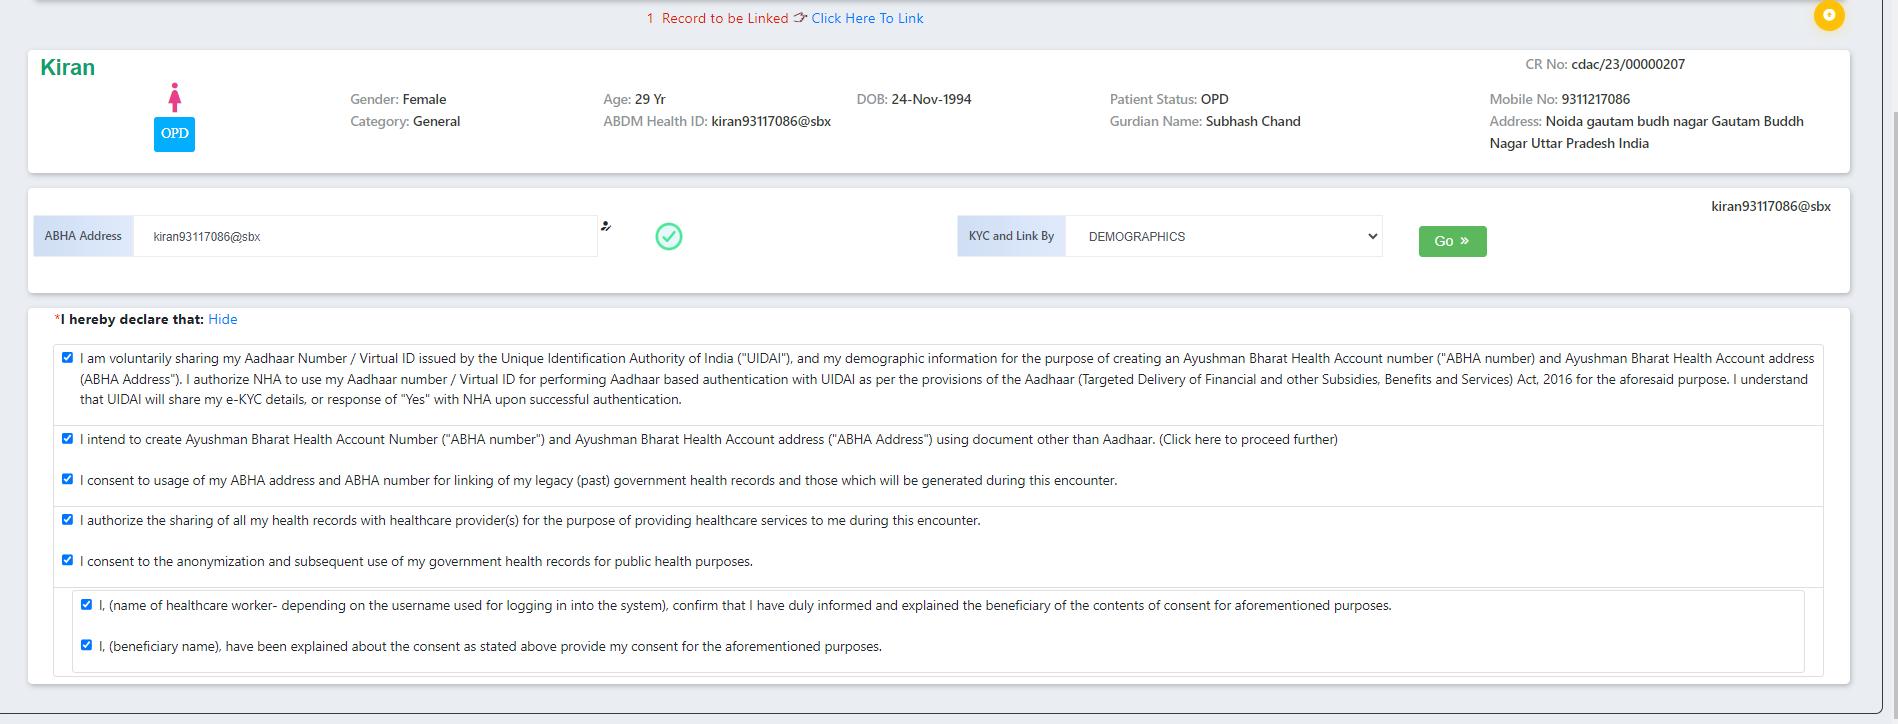 1 Record to be Linked Click Here To Link
Kiran
CR No: cdac/23/00000207
OPD
Gender: Female
Category: General
Age: 29 Yr
ABDM Health ID: kiran93117086@sbx
DOB: 24-Nov-1994
Patient Status: OPD
Gurdian Name: Subhash Chand
Mobile No: 9311217086
Address: Noida gautam budh nagar Gautam Buddh
Nagar Uttar Pradesh India
kiran93117086@sbx
ABHA Address kiran93117086@sbx
KYC and Link By DEMOGRAPHICS
Go »
*I hereby declare that: Hide
I am voluntarily sharing my Aadhaar Number / Virtual ID issued by the Unique Identification Authority of India ("UIDAI"), and my demographic information for the purpose of creating an Ayushman Bharat Health Account number ("ABHA number) and Ayushman Bharat Health Account address
(ABHA Address"). I authorize NHA to use my Aadhaar number / Virtual ID for performing Aadhaar based authentication with UIDAI as per the provisions of the Aadhaar (Targeted Delivery of Financial and other Subsidies, Benefits and Services) Act, 2016 for the aforesaid purpose. I understand
that UIDAI will share my e-KYC details, or response of "Yes" with NHA upon successful authentication.
I intend to create Ayushman Bharat Health Account Number ("ABHA number") and Ayushman Bharat Health Account address ("ABHA Address") using document other than Aadhaar. (Click here to proceed further)
I consent to usage of my ABHA address and ABHA number for linking of my legacy (past) government health records and those which will be generated during this encounter.
I authorize the sharing of all my health records with healthcare provider(s) for the purpose of providing healthcare services to me during this encounter.
I consent to the anonymization and subsequent use of my government health records for public health purposes.
I, (name of healthcare worker- depending on the username used for logging in into the system), confirm that I have duly informed and explained the beneficiary of the contents of consent for aforementioned purposes.
I, (beneficiary name), have been explained about the consent as stated above provide my consent for the aforementioned purposes.